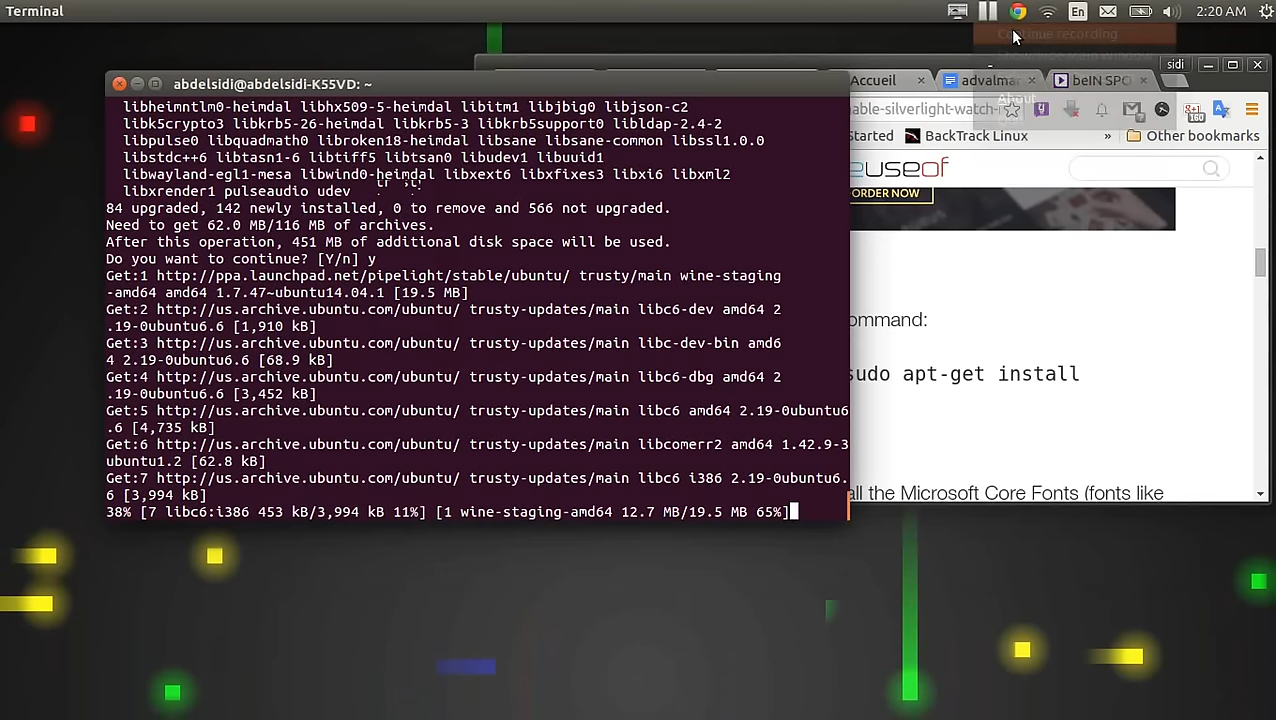 Terminal
En
2:20 AM
Continue recording
About
sidi
abdelsidi@abdelsidi-K55VD: ~
Accueil
advalmar
beIN SPO
able-silverlight-watch-
160
Started
BackTrack Linux
»
Other Bookmarks
libheimntlm0-heimdal libhx509-5-heimdal libitm1 libjbig0 libjson-c2
libk5crypto3 libkrb5-26-heimdal libkrb5-3 libkrb5support0 libldap-2.4-2
libpulse0 libquadmath0 libroken18-heimdal libsane libsane-common libssl1.0.0
libstdc++6 libtasn1-6 libtiff5 libtsan0 libudev1 libuuid1
libwayland-egl1-mesa libwind0-heimdal libxext6 libxfixes3 libxi6 libxml2
libxrender1 pulseaudio udev
84 upgraded, 142 newly installed, 0 to remove and 566 not upgraded.
Need to get 62.0 MB/116 MB of archives.
After this operation, 451 MB of additional disk space will be used.
Do you want to continue? [Y/n] y
Get:1 http://ppa.launchpad.net/pipelight/stable/ubuntu/ trusty/main wine-staging
-amd64 amd64 1.7.47~ubuntu14.04.1 [19.5 MB]
Get:2 http://us.archive.ubuntu.com/ubuntu/ trusty-updates/main libc6-dev amd64 2
.19-0ubuntu6.6 [1,910 kB]
Get:3 http://us.archive.ubuntu.com/ubuntu/ trusty-updates/main libc-dev-bin amd6
4 2.19-0ubuntu6.6 [68.9 kB]
Get:4 http://us.archive.ubuntu.com/ubuntu/ trusty-updates/main libc6-dbg amd64 2
.19-0ubuntu6.6 [3,452 kB]
Get:5 http://us.archive.ubuntu.com/ubuntu/ trusty-updates/main libc6 amd64 2.19-0ubuntu6
.6 [4,735 kB]
Get:6 http://us.archive.ubuntu.com/ubuntu/ trusty-updates/main libcomerr2 amd64 1.42.9-3
ubuntu1.2 [62.8 kB]
Get:7 http://us.archive.ubuntu.com/ubuntu/ trusty-updates/main libc6 i386 2.19-0ubuntu6.
6 [3,994 kB]
38% [7 libc6:i386 453 kB/3,994 kB 11%] [1 wine-staging-amd64 12.7 MB/19.5 MB 65%]
euseof
ORDER NOW
ommand:
sudo apt-get install
all the Microsoft Core Fonts (fonts like